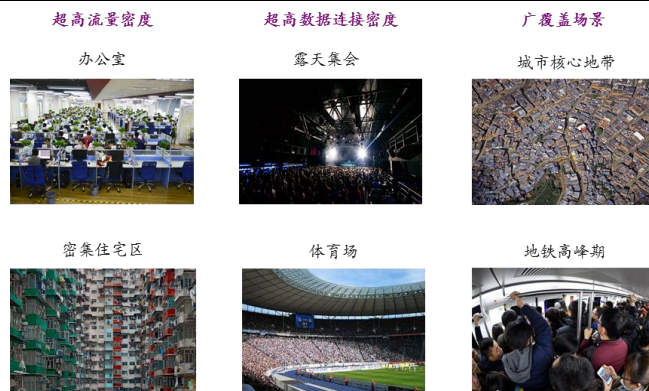 超高流量密度 超高数据连接密度 广覆盖场景
办公室 露天集会 城市核心地带
密集住宅区 体育场 地铁高峰期